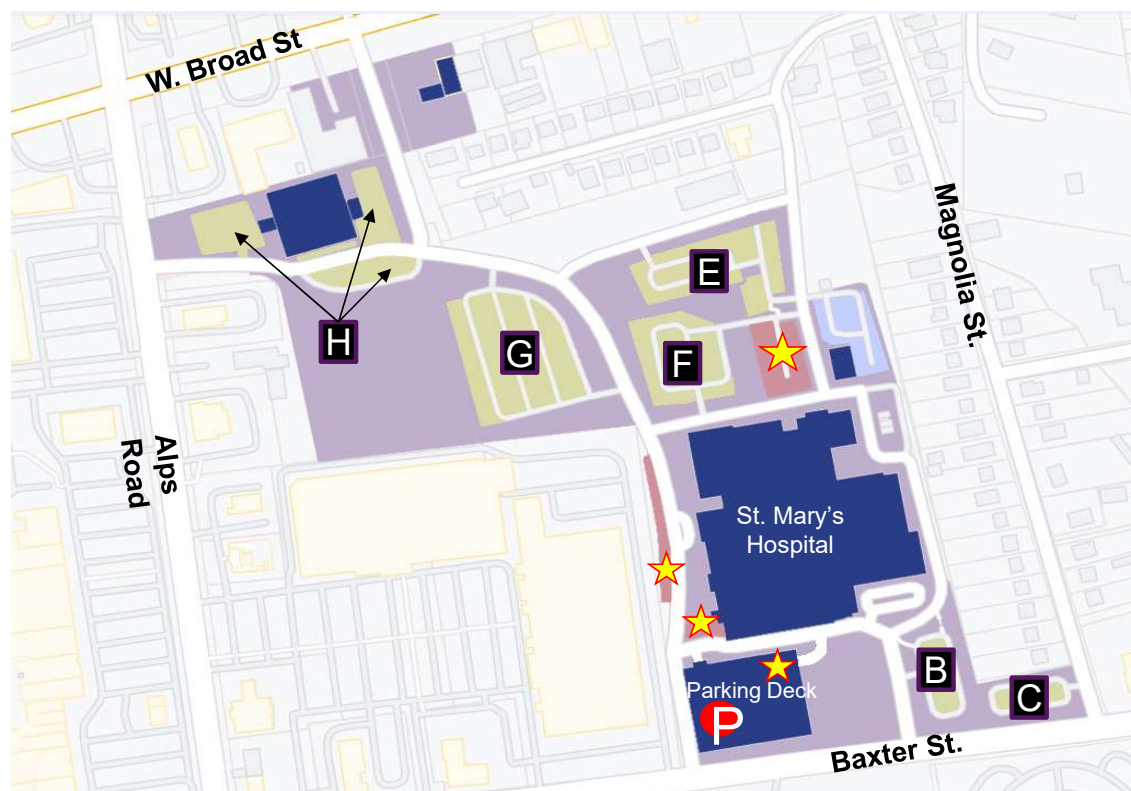 W. Broad St
Magnolia St.
E
H
G
F
Alps
Road
St. Mary's
Hospital
B
Parking Deck
C
P
Baxter St.